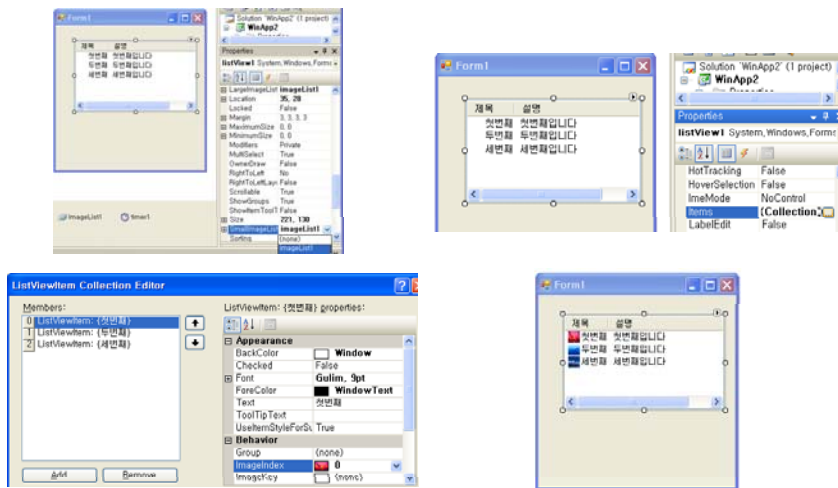 Form1
제목 설명
첫번째 첫번째입니다
두번째 두번째입니다
세번째 세번째입니다
imageList1 timer1
Solution 'WinApp2' (1 project)
WinApp2
Properties
listView1 System.Windows.Forms
LargeImageList imageList1
Location 35, 28
Locked False
Margin 3, 3, 3, 3
MaximumSize 0, 0
MinimumSize 0, 0
Modifiers Private
MultiSelect True
OwnerDraw False
RightToLeft No
RightToLeftLayo False
Scrollable True
ShowGroups True
ShowItemToolT False
Size 221, 130
SmallImageList imageList1
Sorting (none)
imageList1
Form1
제목 설명
첫번째 첫번째입니다
두번째 두번째입니다
세번째 세번째입니다
Solution 'WinApp2' (1 project)
WinApp2
Properties
listView1 System.Windows.Forms
HotTracking False
HoverSelection False
ImeMode NoControl
Items (Collection)
LabelEdit False
ListViewItem Collection Editor
Members:
0 ListViewItem: {첫번째}
1 ListViewItem: {두번째}
2 ListViewItem: {세번째}
Add Remove
ListViewItem: {첫번째} properties:
Appearance
BackColor Window
Checked False
Font Gulim, 9pt
ForeColor WindowText
Text 첫번째
ToolTipText
UseItemStyleForSu True
Behavior
Group (none)
ImageIndex 0
ImageKey (none)
Form1
제목 설명
첫번째 첫번째입니다
두번째 두번째입니다
세번째 세번째입니다